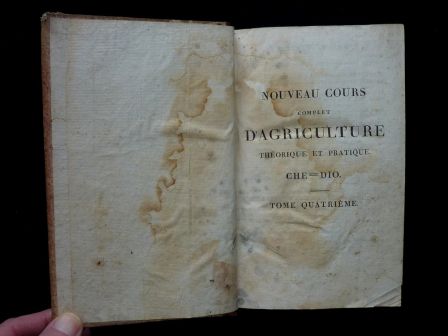 NOUVEAU COURS
COMPLET
D'AGRICULTURE
THÉORIQUE ET PRATIQUE.
CHE=DIO.
TOME QUATRIÈME.